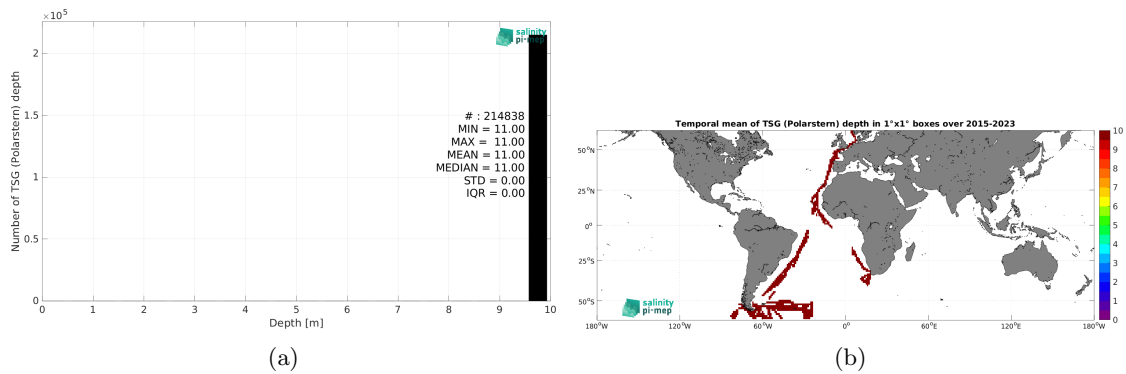 ×10⁵
Number of TSG (Polarstern) depth
2
1.5
1
0.5
0
salinity
pi-mep
# : 214838
MIN = 11.00
MAX = 11.00
MEAN = 11.00
MEDIAN = 11.00
STD = 0.00
IQR = 0.00
0 1 2 3 4 5 6 7 8 9 10
Depth [m]
(a)
Temporal mean of TSG (Polarstern) depth in 1°x1° boxes over 2015-2023
50°N
25°N
0°
25°S
50°S
salinity
pi-mep
180°W 120°W 60°W 0° 60°E 120°E 180°W
10
9
8
7
6
5
4
3
2
1
0
(b)